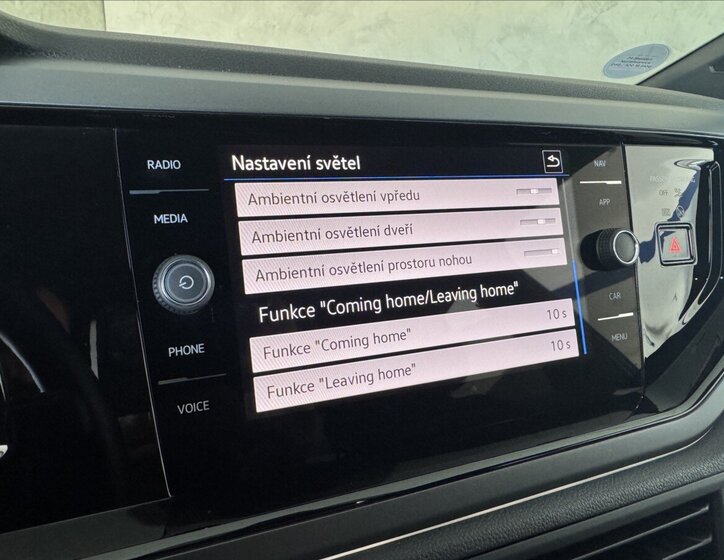 RADIO
MEDIA
PHONE
VOICE
Nastavení světel
Ambientní osvětlení vpředu
Ambientní osvětlení dveří
Ambientní osvětlení prostoru nohou
Funkce "Coming home/Leaving home"
Funkce "Coming home" 10 s
Funkce "Leaving home" 10 s
NAV
APP
CAR
MENU
OFF